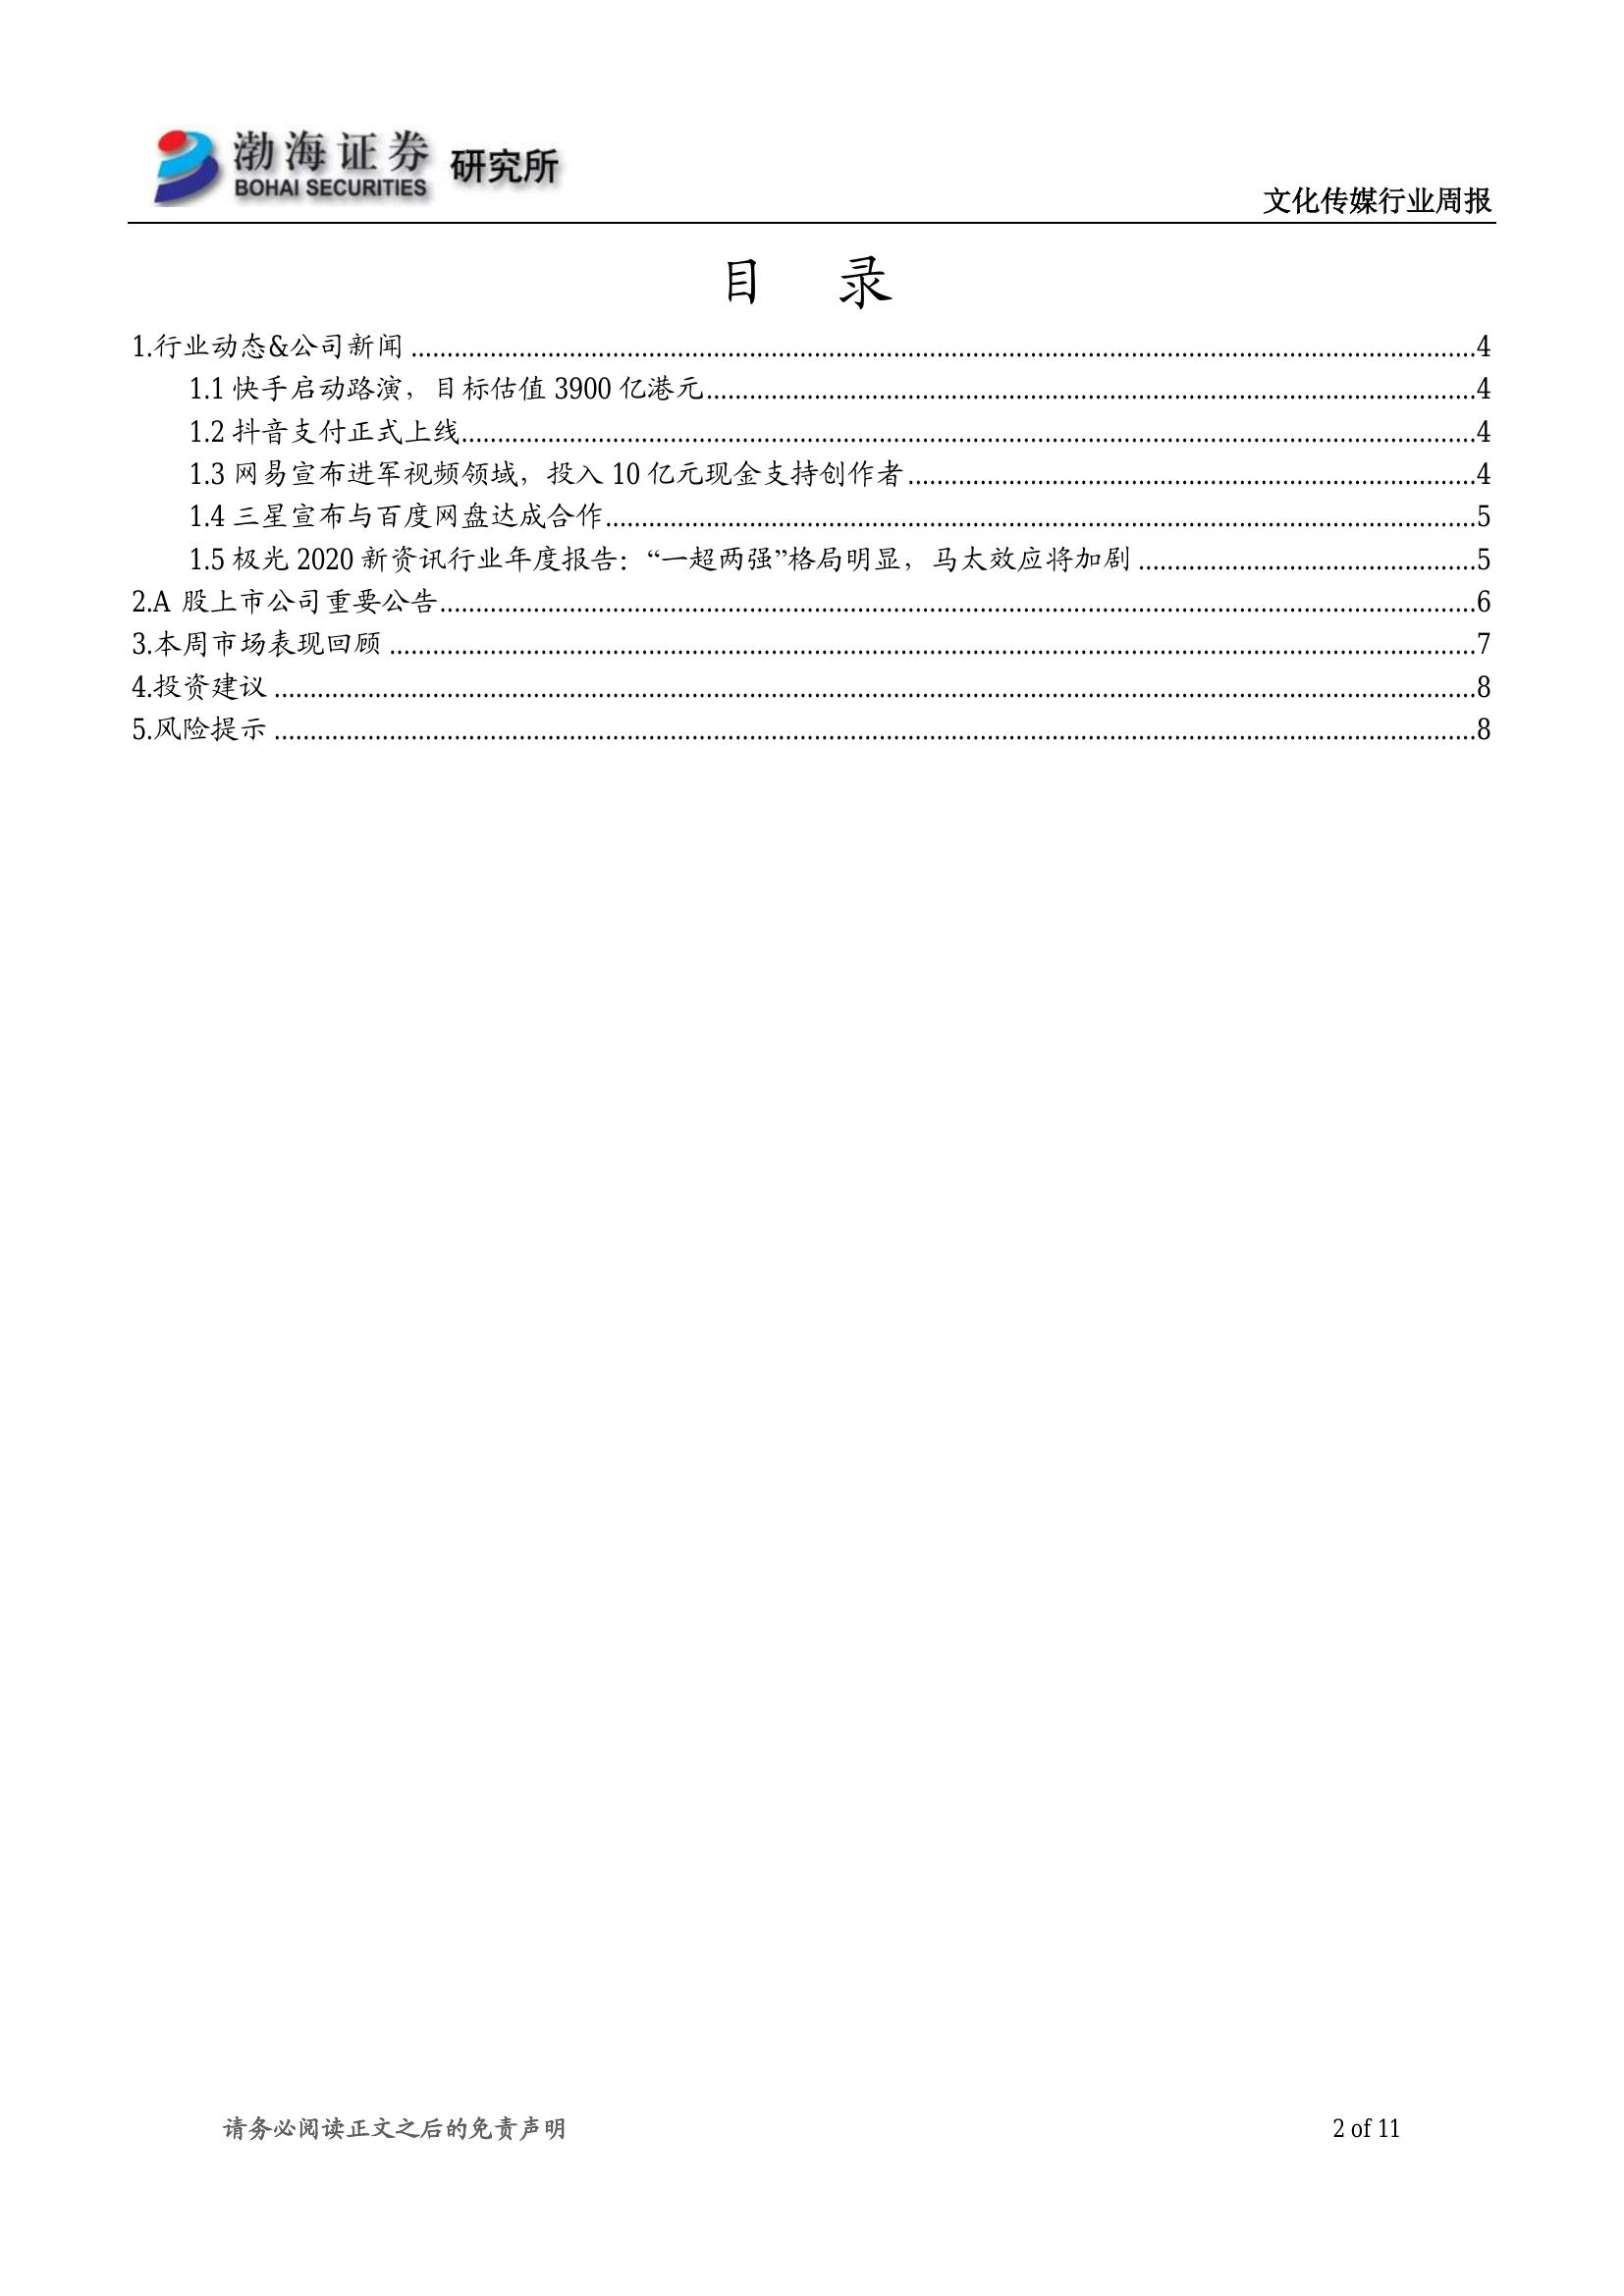 渤海证券 研究所
BOHAI SECURITIES
文化传媒行业周报
目 录
1.行业动态&公司新闻 ........................................ 4
1.1 快手启动路演，目标估值 3900 亿港元 ........................................ 4
1.2 抖音支付正式上线 ........................................ 4
1.3 网易宣布进军视频领域，投入 10 亿元现金支持创作者 ........................................ 4
1.4 三星宣布与百度网盘达成合作 ........................................ 5
1.5 极光 2020 新资讯行业年度报告：“一超两强”格局明显，马太效应将加剧 ........................................ 5
2.A 股上市公司重要公告 ........................................ 6
3.本周市场表现回顾 ........................................ 7
4.投资建议 ........................................ 8
5.风险提示 ........................................ 8
请务必阅读正文之后的免责声明 2 of 11